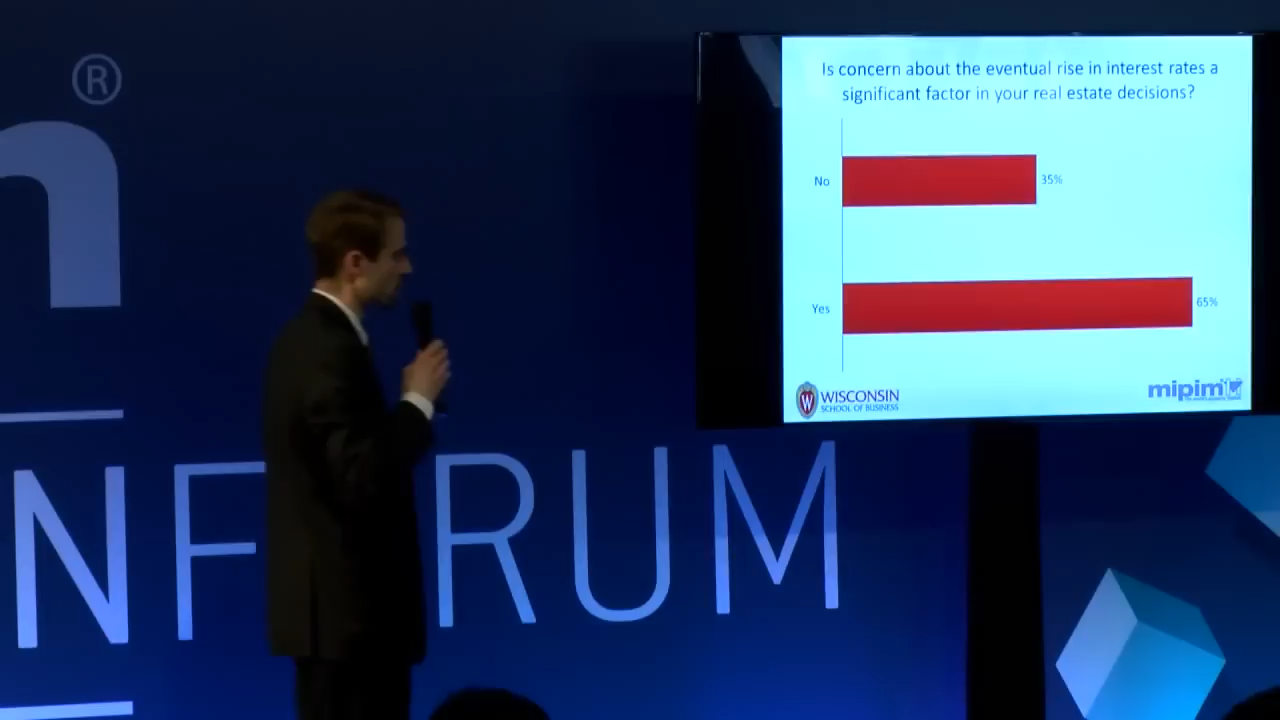 ®
n
N F RUM
Is concern about the eventual rise in interest rates a
significant factor in your real estate decisions?
No
35%
Yes
65%
W
WISCONSIN
SCHOOL OF BUSINESS
mipim